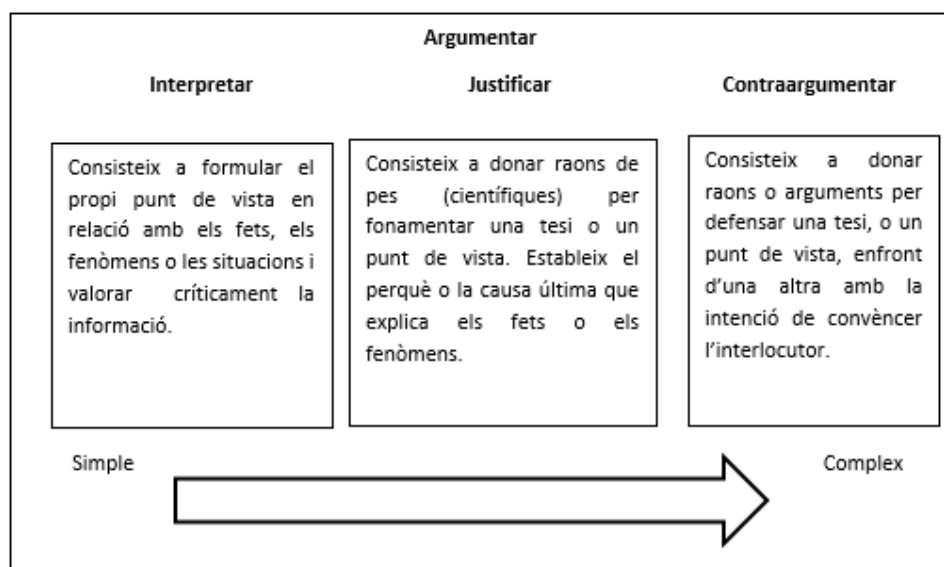 Argumentar
Interpretar
Justificar
Contraargumentar
Consisteix a formular el
propi punt de vista en
relació amb els fets, els
fenòmens o les situacions i
valorar críticament la
informació.
Consisteix a donar raons de
pes (científiques) per
fonamentar una tesi o un
punt de vista. Estableix el
perquè o la causa última que
explica els fets o els
fenòmens.
Consisteix a donar
raons o arguments per
defensar una tesi, o un
punt de vista, enfront
d’una altra amb la
intenció de convèncer
l’interlocutor.
Simple
Complex